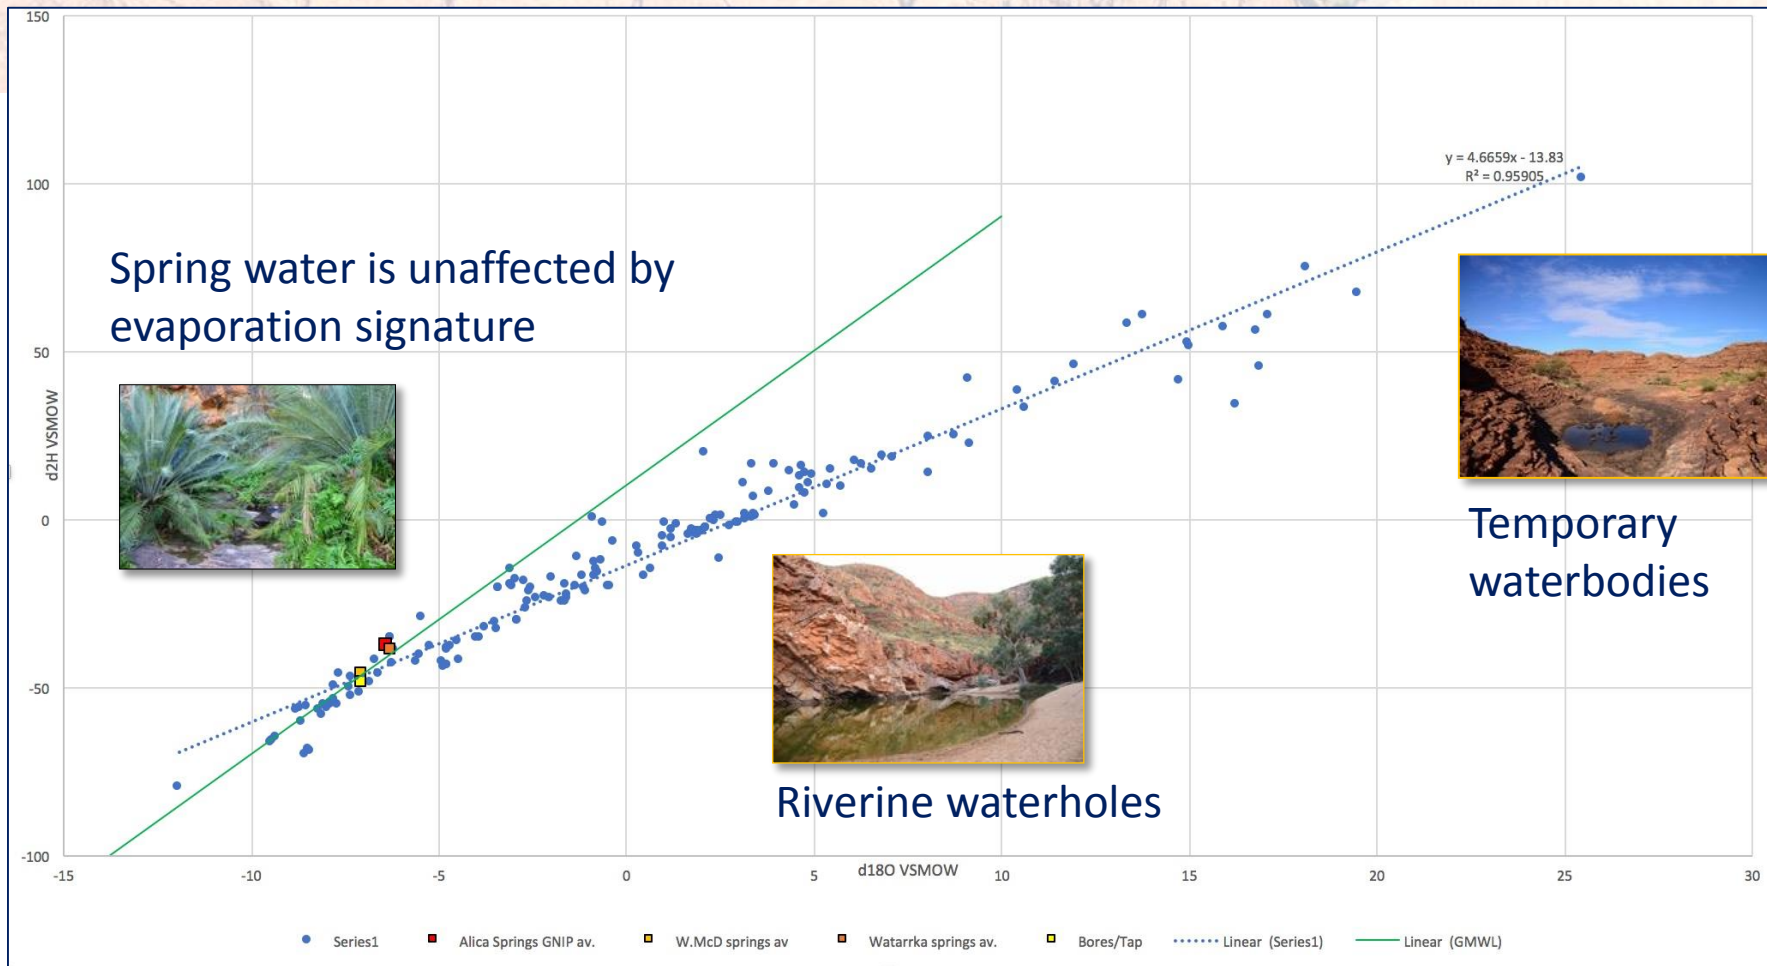 150
100
50
0
-50
-100
d2H VSMOW
y = 4.6659x - 13.83
R² = 0.95905
Spring water is unaffected by
evaporation signature
Temporary
waterbodies
Riverine waterholes
-15 -10 -5 0 5 10 15 20 25 30
d18O VSMOW
Series1 Alica Springs GNIP av. W.McD springs av Watarrka springs av. Bores/Tap Linear (Series1) Linear (GMWL)